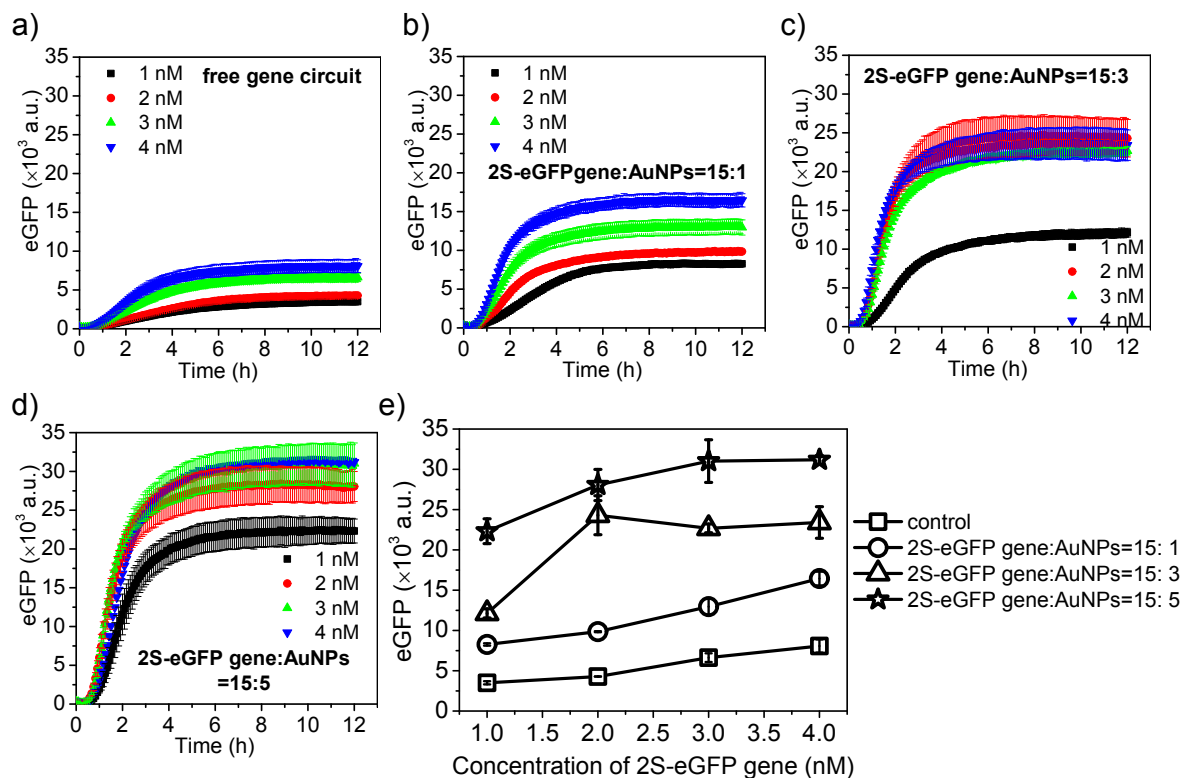 a)
35
30
25
20
15
10
5
0
eGFP (×10³ a.u.)
1 nM
2 nM
3 nM
4 nM
free gene circuit
0 2 4 6 8 10 12
Time (h)
b)
35
30
25
20
15
10
5
0
eGFP (×10³ a.u.)
1 nM
2 nM
3 nM
4 nM
2S-eGFPgene:AuNPs=15:1
0 2 4 6 8 10 12
Time (h)
c)
35
30
25
20
15
10
5
0
eGFP (×10³ a.u.)
2S-eGFP gene:AuNPs=15:3
1 nM
2 nM
3 nM
4 nM
0 2 4 6 8 10 12
Time (h)
d)
35
30
25
20
15
10
5
0
eGFP (×10³ a.u.)
1 nM
2 nM
3 nM
4 nM
2S-eGFP gene:AuNPs
=15:5
0 2 4 6 8 10 12
Time (h)
e)
35
30
25
20
15
10
5
0
eGFP (×10³ a.u.)
1.0 1.5 2.0 2.5 3.0 3.5 4.0
Concentration of 2S-eGFP gene (nM)
control
2S-eGFP gene:AuNPs=15: 1
2S-eGFP gene:AuNPs=15: 3
2S-eGFP gene:AuNPs=15: 5